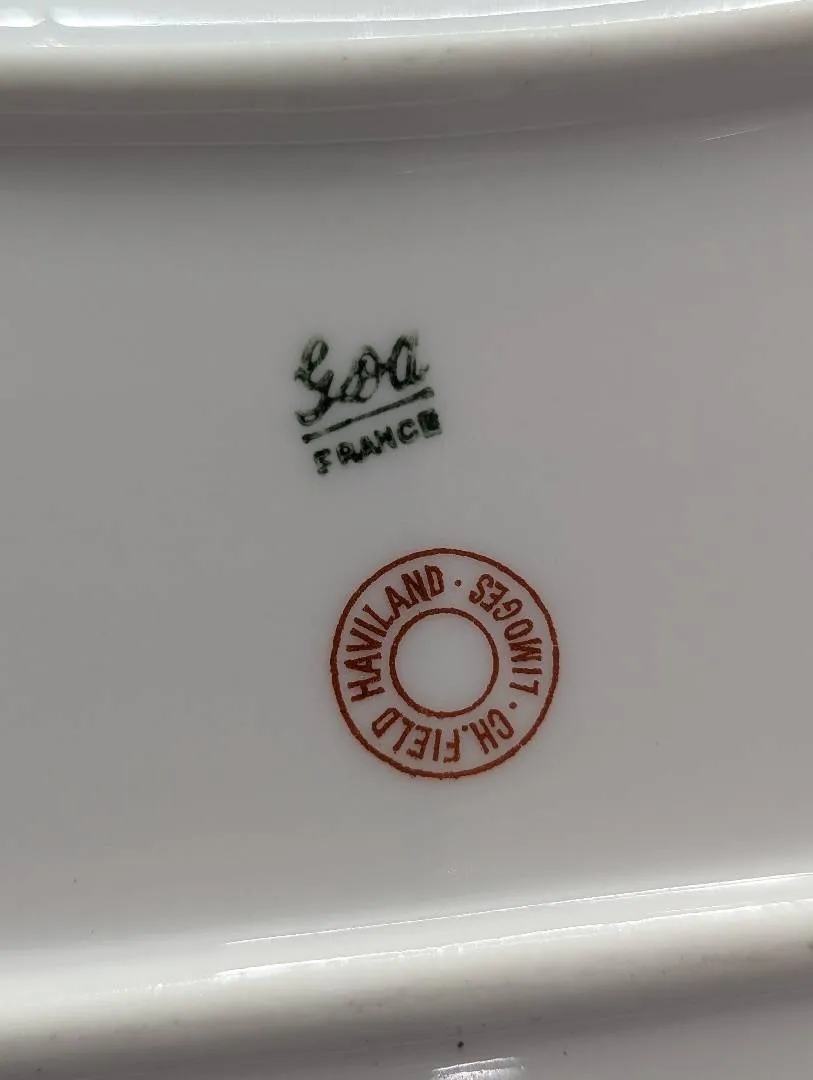 GDA
FRANCE
CH. FIELD HAVILAND · LIMOGES ·